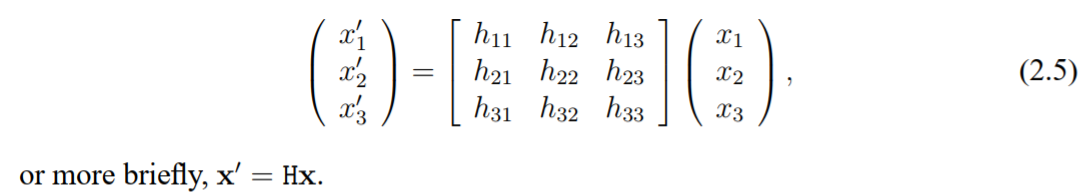 ( x′₁ x′₂ x′₃ ) = [ h₁₁ h₁₂ h₁₃ h₂₁ h₂₂ h₂₃ h₃₁ h₃₂ h₃₃ ] ( x₁ x₂ x₃ ) , (2.5)
or more briefly, x′ = Hx.